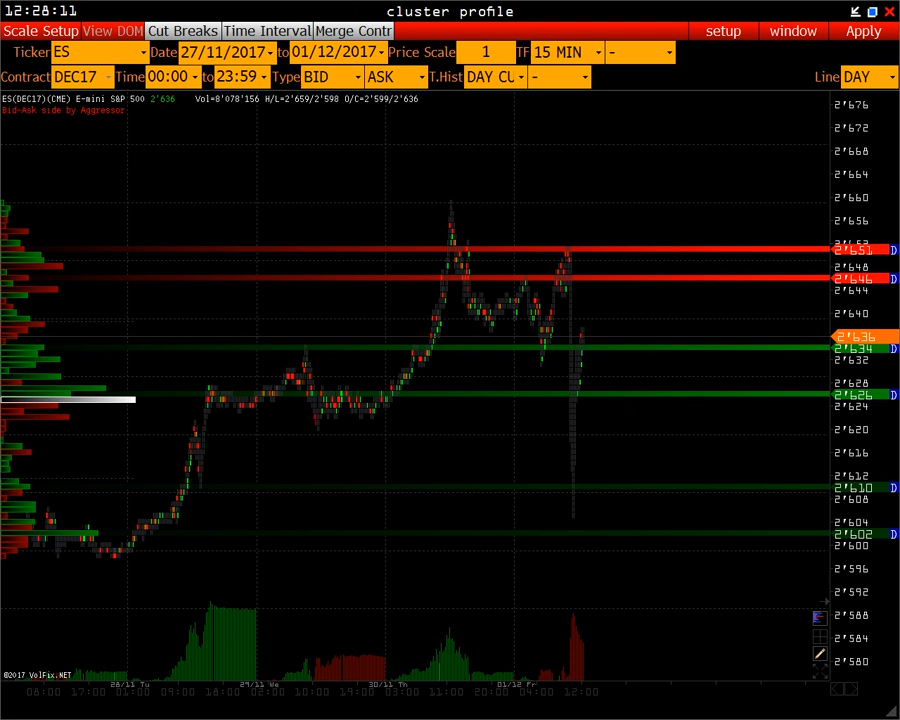 12:28:11 cluster profile
Scale Setup View DOM Cut Breaks Time Interval Merge Contr setup window Apply
Ticker ES Date 27/11/2017 to 01/12/2017 Price Scale 1 TF 15 MIN -
Contract DEC17 Time 00:00 to 23:59 Type BID ASK T.Hist DAY CU - Line DAY
ES(DEC17)(CME) E-mini S&P 500 2'636 Vol=8'078'156 H/L=2'659/2'598 O/C=2'599/2'636
Bid-Ask side by Aggressor
2'676
2'672
2'668
2'664
2'660
2'656
2'651 D
2'648
2'646 D
2'644
2'640
2'636
2'634 D
2'632
2'628
2'626 D
2'624
2'620
2'616
2'612
2'610 D
2'608
2'604
2'602 D
2'600
2'596
2'592
2'588
2'584
2'580
©2017 VolFix.NET
28/11 Tu 29/11 We 30/11 Th 01/12 Fr
08:00 17:00 09:00 18:00 10:00 19:00 03:00 11:00 20:00 04:00 12:00